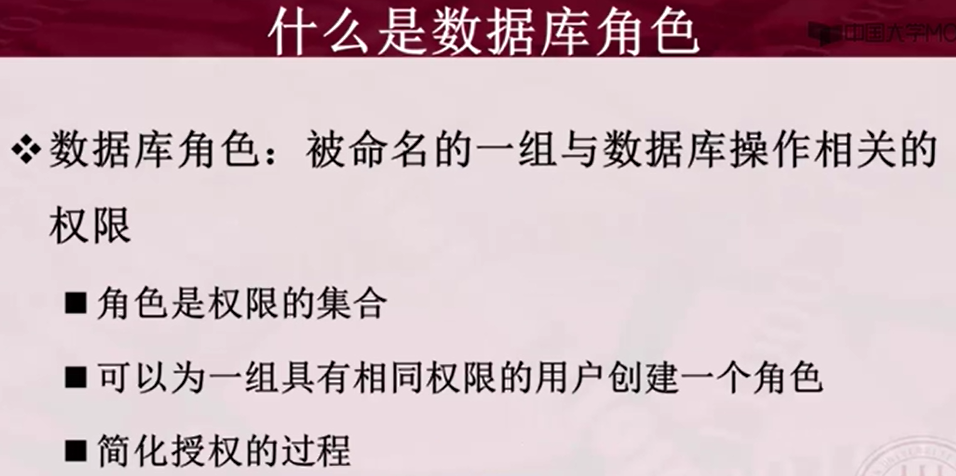 什么是数据库角色
中国大学MO
❖数据库角色：被命名的一组与数据库操作相关的
权限
■ 角色是权限的集合
■ 可以为一组具有相同权限的用户创建一个角色
■ 简化授权的过程